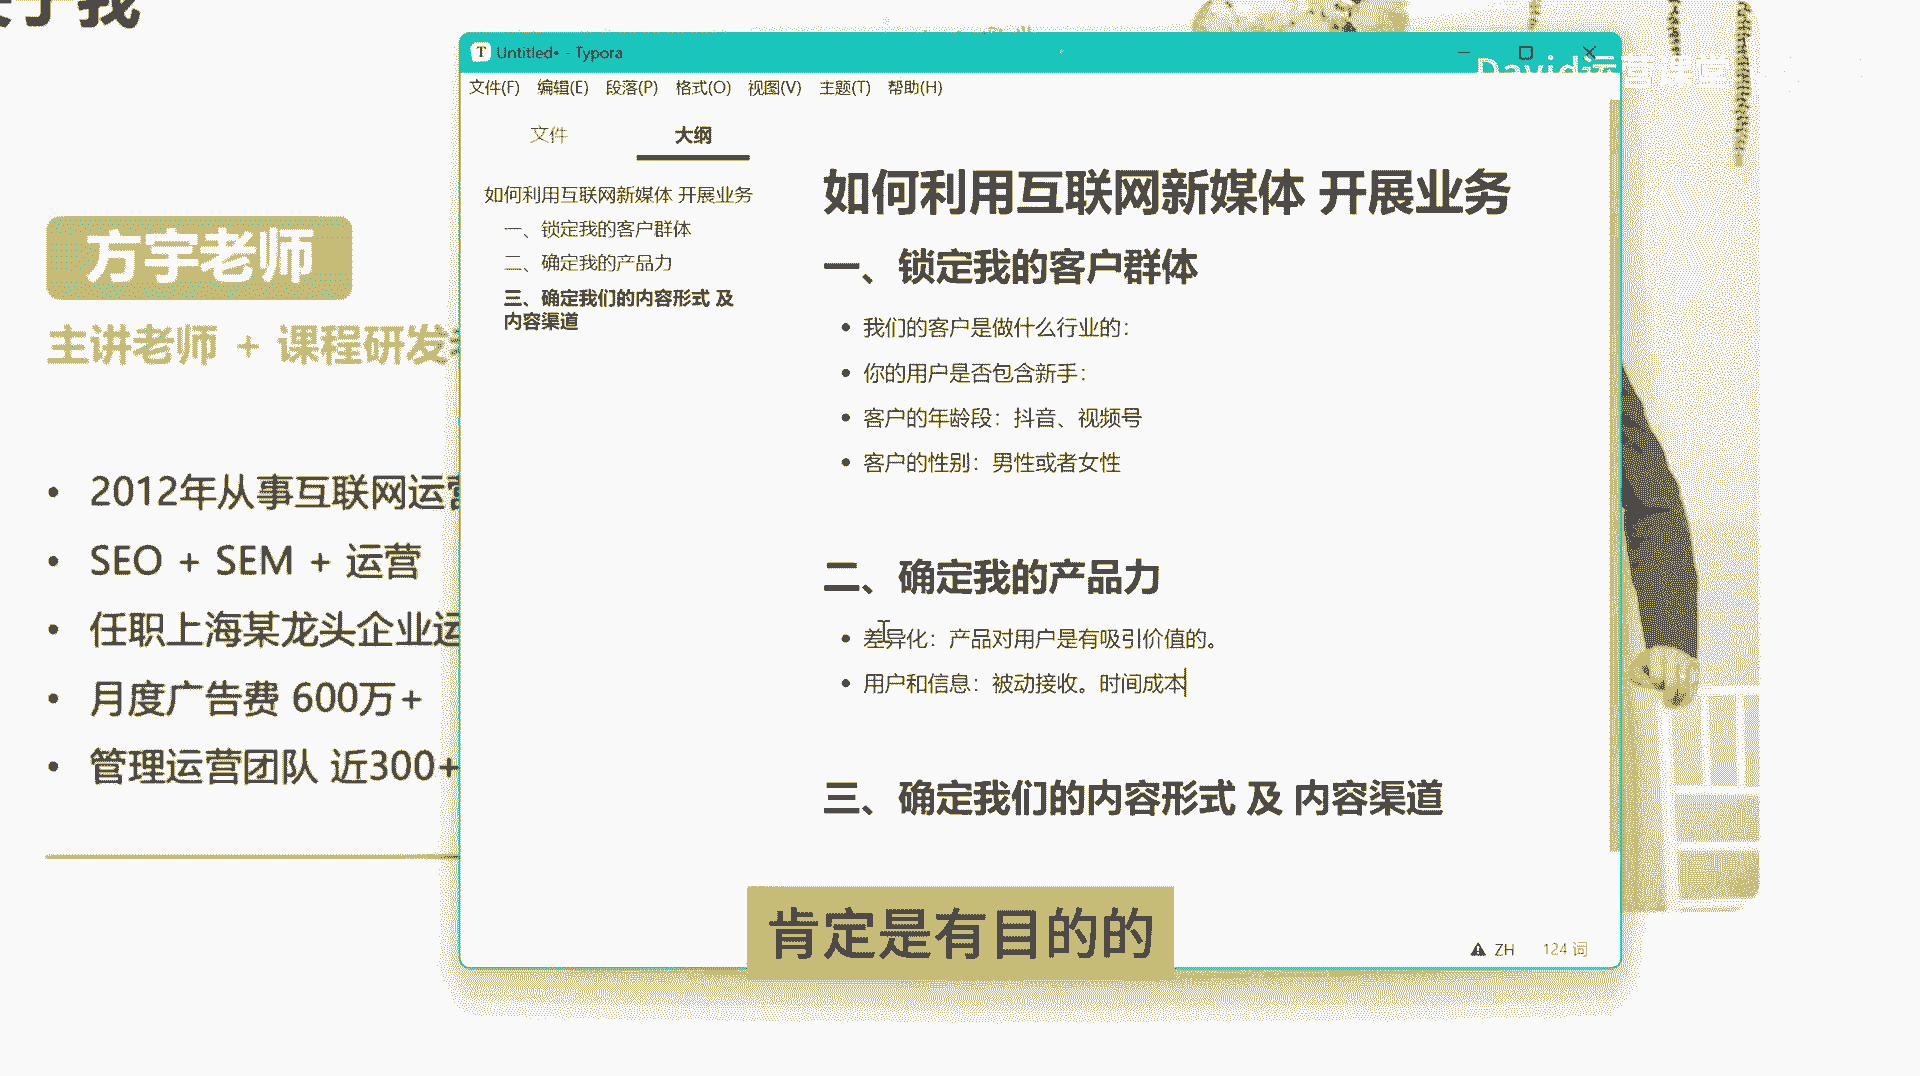 Untitled• - Typora
David运营课堂
文件(F) 编辑(E) 段落(P) 格式(O) 视图(V) 主题(T) 帮助(H)
文件 大纲
如何利用互联网新媒体 开展业务
一、锁定我的客户群体
二、确定我的产品力
三、确定我们的内容形式 及
内容渠道
方宇老师
主讲老师 + 课程研发
2012年从事互联网运营
SEO + SEM + 运营
任职上海某龙头企业运
月度广告费 600万+
管理运营团队 近300+
如何利用互联网新媒体 开展业务
一、锁定我的客户群体
我们的客户是做什么行业的：
你的用户是否包含新手：
客户的年龄段：抖音、视频号
客户的性别：男性或者女性
二、确定我的产品力
差异化：产品对用户是有吸引价值的。
用户和信息：被动接收。时间成本
三、确定我们的内容形式 及 内容渠道
肯定是有目的的
ZH 124 词